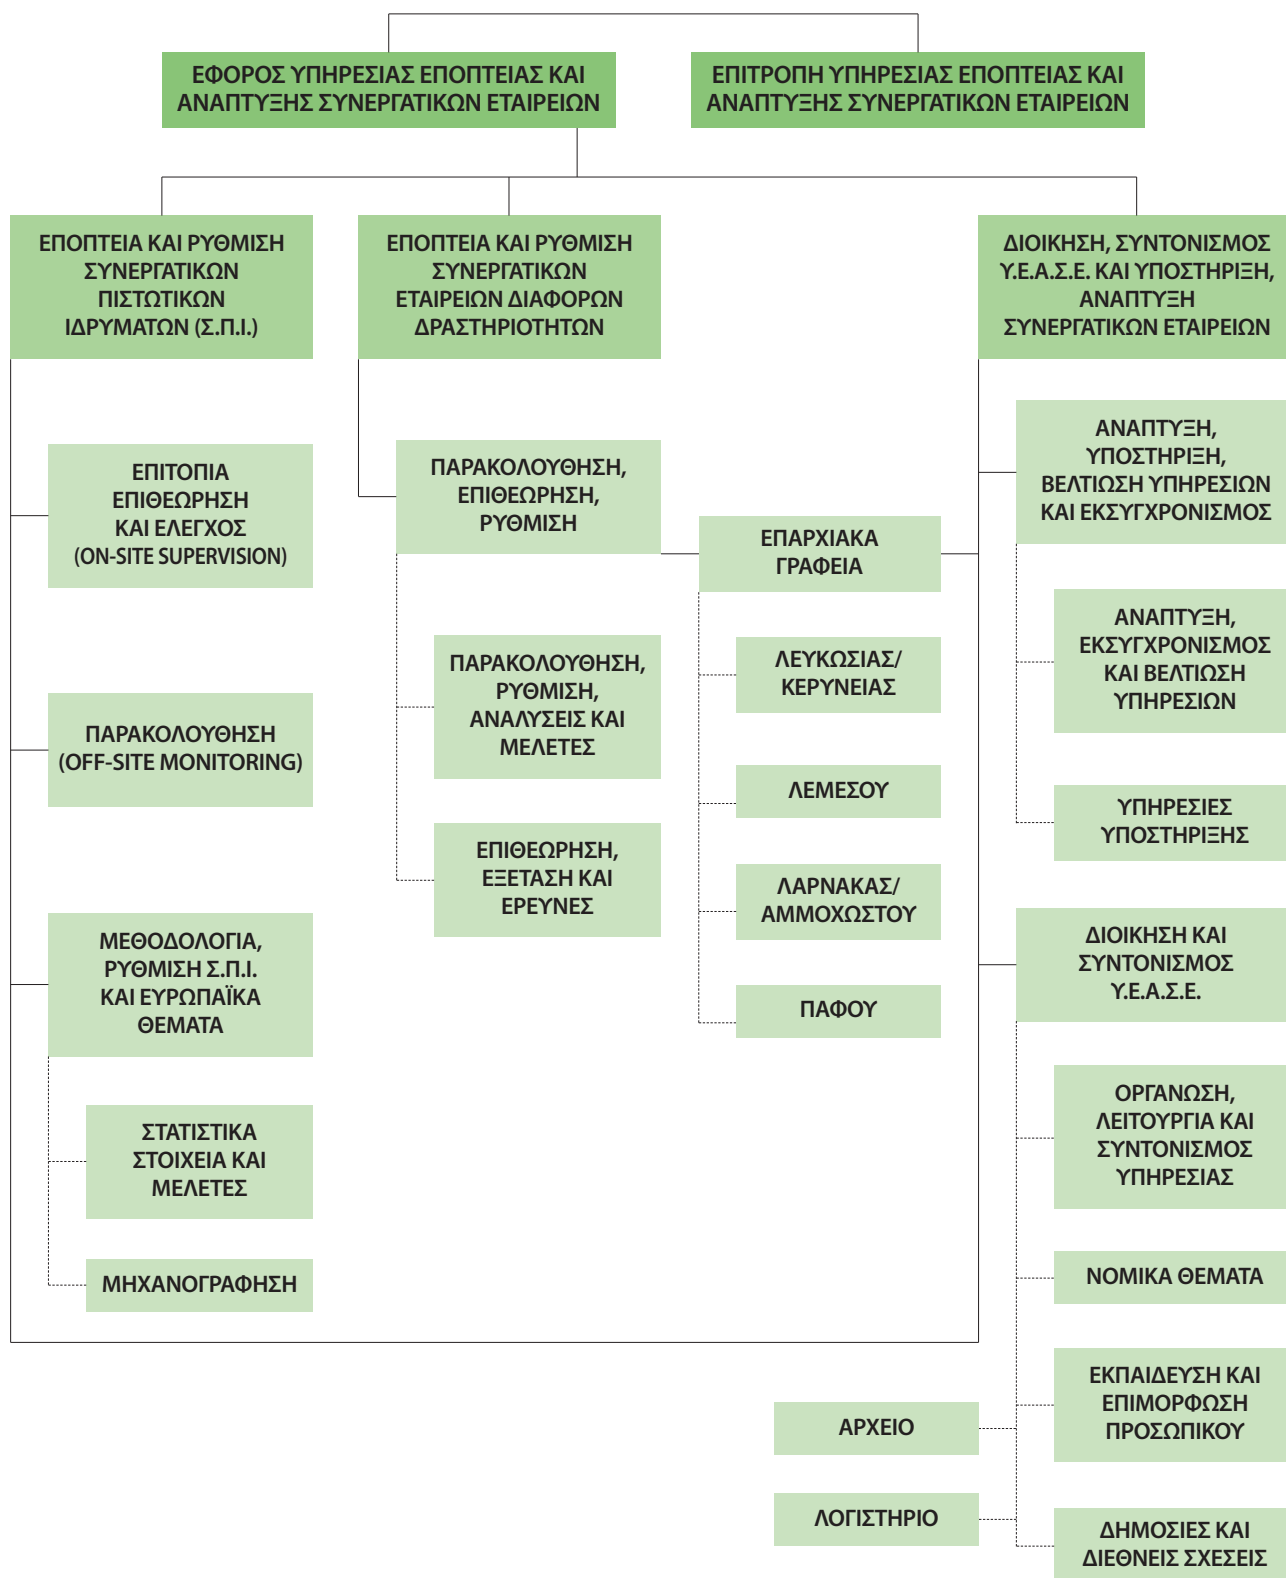 ΕΦΟΡΟΣ ΥΠΗΡΕΣΙΑΣ ΕΠΟΠΤΕΙΑΣ ΚΑΙ
ΑΝΑΠΤΥΞΗΣ ΣΥΝΕΡΓΑΤΙΚΩΝ ΕΤΑΙΡΕΙΩΝ
ΕΠΙΤΡΟΠΗ ΥΠΗΡΕΣΙΑΣ ΕΠΟΠΤΕΙΑΣ ΚΑΙ
ΑΝΑΠΤΥΞΗΣ ΣΥΝΕΡΓΑΤΙΚΩΝ ΕΤΑΙΡΕΙΩΝ
ΕΠΟΠΤΕΙΑ ΚΑΙ ΡΥΘΜΙΣΗ
ΣΥΝΕΡΓΑΤΙΚΩΝ
ΠΙΣΤΩΤΙΚΩΝ
ΙΔΡΥΜΑΤΩΝ (Σ.Π.Ι.)
ΕΠΙΤΟΠΙΑ
ΕΠΙΘΕΩΡΗΣΗ
ΚΑΙ ΕΛΕΓΧΟΣ
(ON-SITE SUPERVISION)
ΠΑΡΑΚΟΛΟΥΘΗΣΗ
(OFF-SITE MONITORING)
ΜΕΘΟΔΟΛΟΓΙΑ,
ΡΥΘΜΙΣΗ Σ.Π.Ι.
ΚΑΙ ΕΥΡΩΠΑΪΚΑ
ΘΕΜΑΤΑ
ΣΤΑΤΙΣΤΙΚΑ
ΣΤΟΙΧΕΙΑ ΚΑΙ
ΜΕΛΕΤΕΣ
ΜΗΧΑΝΟΓΡΑΦΗΣΗ
ΕΠΟΠΤΕΙΑ ΚΑΙ ΡΥΘΜΙΣΗ
ΣΥΝΕΡΓΑΤΙΚΩΝ
ΕΤΑΙΡΕΙΩΝ ΔΙΑΦΟΡΩΝ
ΔΡΑΣΤΗΡΙΟΤΗΤΩΝ
ΠΑΡΑΚΟΛΟΥΘΗΣΗ,
ΕΠΙΘΕΩΡΗΣΗ,
ΡΥΘΜΙΣΗ
ΠΑΡΑΚΟΛΟΥΘΗΣΗ,
ΡΥΘΜΙΣΗ,
ΑΝΑΛΥΣΕΙΣ ΚΑΙ
ΜΕΛΕΤΕΣ
ΕΠΙΘΕΩΡΗΣΗ,
ΕΞΕΤΑΣΗ ΚΑΙ
ΕΡΕΥΝΕΣ
ΕΠΑΡΧΙΑΚΑ
ΓΡΑΦΕΙΑ
ΛΕΥΚΩΣΙΑΣ/
ΚΕΡΥΝΕΙΑΣ
ΛΕΜΕΣΟΥ
ΛΑΡΝΑΚΑΣ/
ΑΜΜΟΧΩΣΤΟΥ
ΠΑΦΟΥ
ΔΙΟΙΚΗΣΗ, ΣΥΝΤΟΝΙΣΜΟΣ
Υ.Ε.Α.Σ.Ε. ΚΑΙ ΥΠΟΣΤΗΡΙΞΗ,
ΑΝΑΠΤΥΞΗ
ΣΥΝΕΡΓΑΤΙΚΩΝ ΕΤΑΙΡΕΙΩΝ
ΑΝΑΠΤΥΞΗ,
ΥΠΟΣΤΗΡΙΞΗ,
ΒΕΛΤΙΩΣΗ ΥΠΗΡΕΣΙΩΝ
ΚΑΙ ΕΚΣΥΓΧΡΟΝΙΣΜΟΣ
ΑΝΑΠΤΥΞΗ,
ΕΚΣΥΓΧΡΟΝΙΣΜΟΣ
ΚΑΙ ΒΕΛΤΙΩΣΗ
ΥΠΗΡΕΣΙΩΝ
ΥΠΗΡΕΣΙΕΣ
ΥΠΟΣΤΗΡΙΞΗΣ
ΔΙΟΙΚΗΣΗ ΚΑΙ
ΣΥΝΤΟΝΙΣΜΟΣ
Υ.Ε.Α.Σ.Ε.
ΟΡΓΑΝΩΣΗ,
ΛΕΙΤΟΥΡΓΙΑ ΚΑΙ
ΣΥΝΤΟΝΙΣΜΟΣ
ΥΠΗΡΕΣΙΑΣ
ΝΟΜΙΚΑ ΘΕΜΑΤΑ
ΕΚΠΑΙΔΕΥΣΗ ΚΑΙ
ΕΠΙΜΟΡΦΩΣΗ
ΠΡΟΣΩΠΙΚΟΥ
ΑΡΧΕΙΟ
ΛΟΓΙΣΤΗΡΙΟ
ΔΗΜΟΣΙΕΣ ΚΑΙ
ΔΙΕΘΝΕΙΣ ΣΧΕΣΕΙΣ